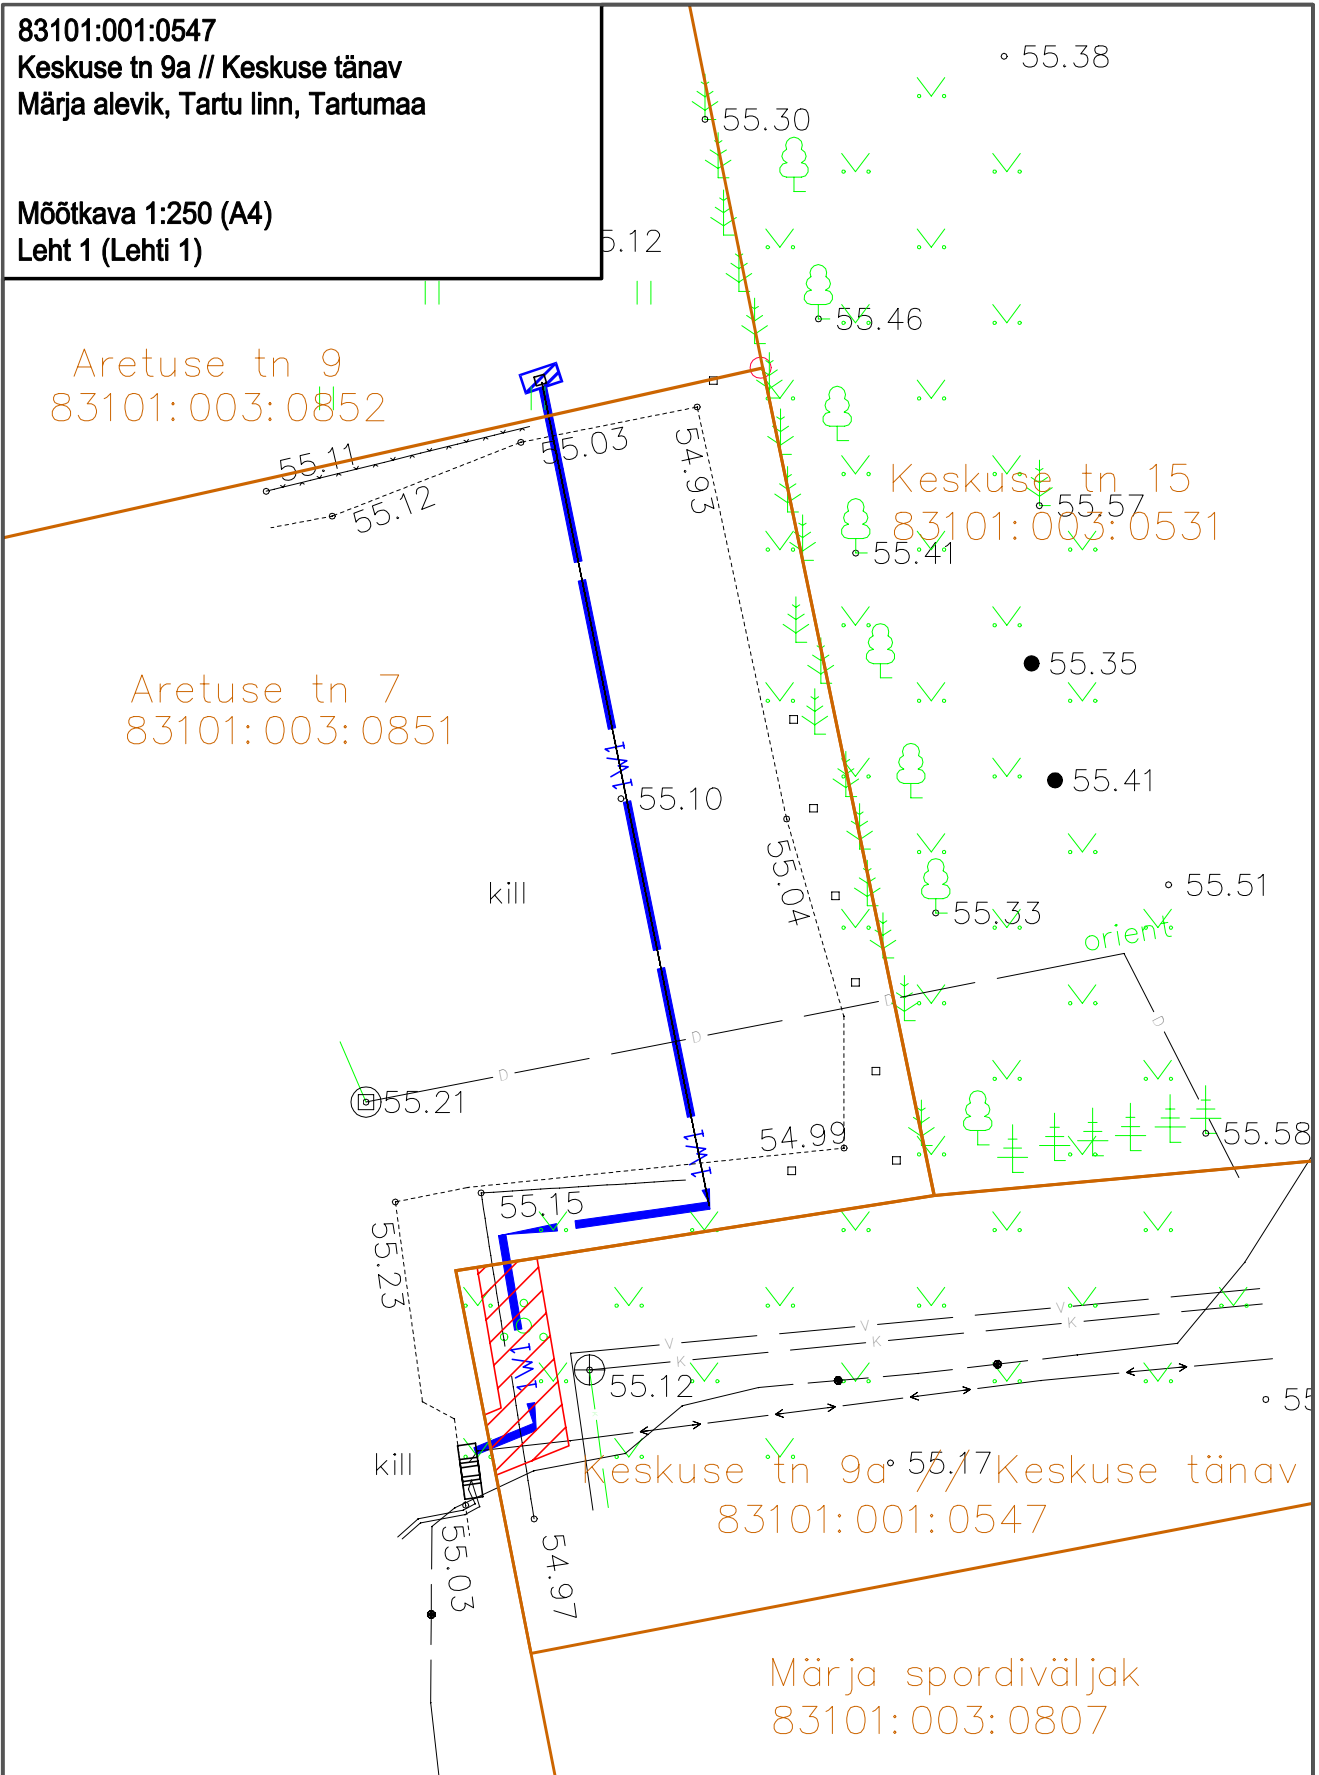 83101:001:0547
Keskuse tn 9a // Keskuse tänav
Märja alevik, Tartu linn, Tartumaa
Mõõtkava 1:250 (A4)
Leht 1 (Lehti 1)
55.38
55.30
5.12
55.46
Aretuse tn 9
83101:003:0852
55.11
55.03
54.93
55.12
Keskuse tn 15
55.57
83101:003:0531
55.41
55.35
Aretuse tn 7
83101:003:0851
1W1
55.41
55.10
55.04
kill
55.51
55.33
orient
D
D
D
D
55.21
54.99
1W1
55.58
55.15
55.23
V
V
K
K
1W1
55.12
kill
55.17
Keskuse tn 9a // Keskuse tänav
83101:001:0547
55.03
54.97
Märja spordiväljak
83101:003:0807